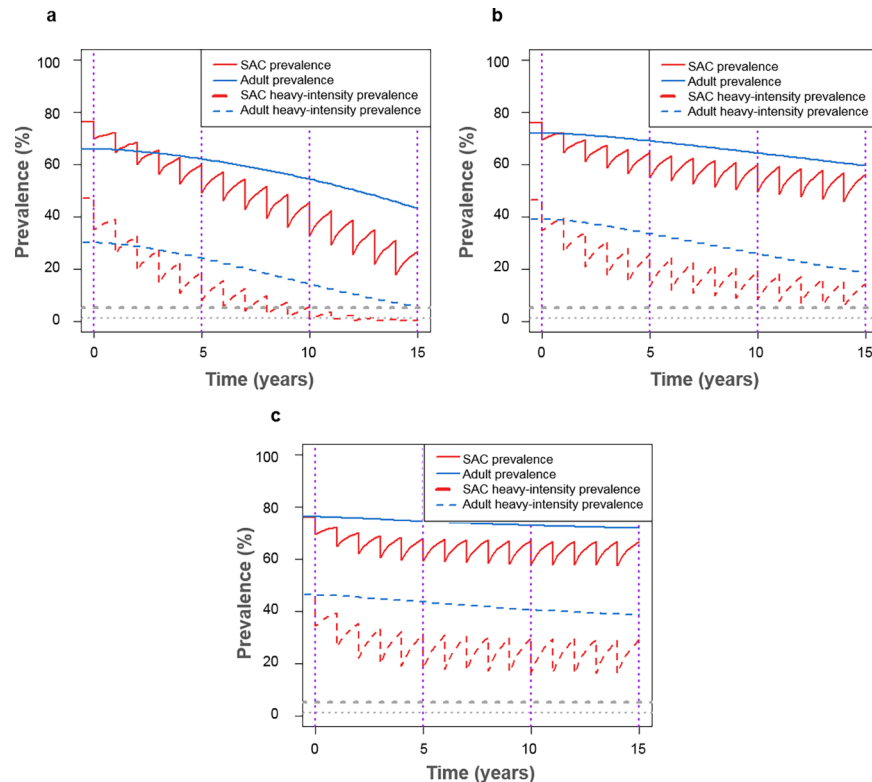 a
100
80
60
40
20
0
Prevalence (%)
SAC prevalence
Adult prevalence
SAC heavy-intensity prevalence
Adult heavy-intensity prevalence
0 5 10 15
Time (years)
b
100
80
60
40
20
0
Prevalence (%)
SAC prevalence
Adult prevalence
SAC heavy-intensity prevalence
Adult heavy-intensity prevalence
0 5 10 15
Time (years)
c
100
80
60
40
20
0
Prevalence (%)
SAC prevalence
Adult prevalence
SAC heavy-intensity prevalence
Adult heavy-intensity prevalence
0 5 10 15
Time (years)